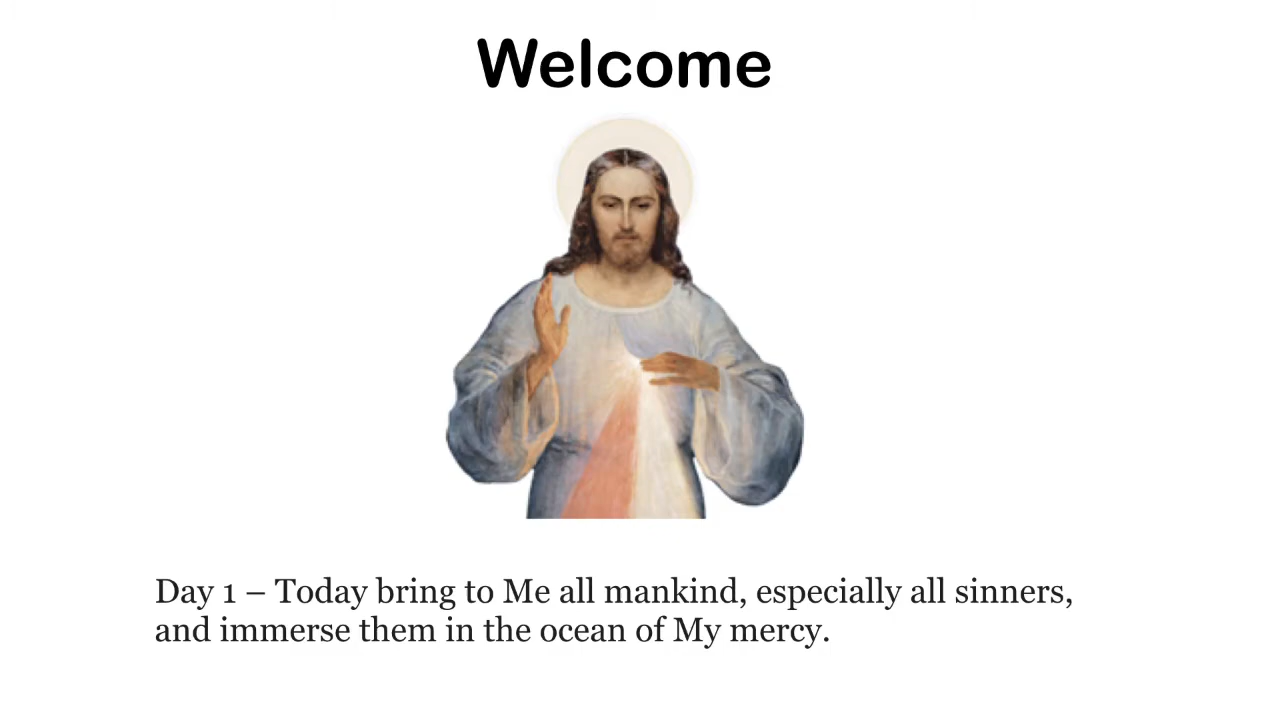 Welcome
Day 1 – Today bring to Me all mankind, especially all sinners,
and immerse them in the ocean of My mercy.